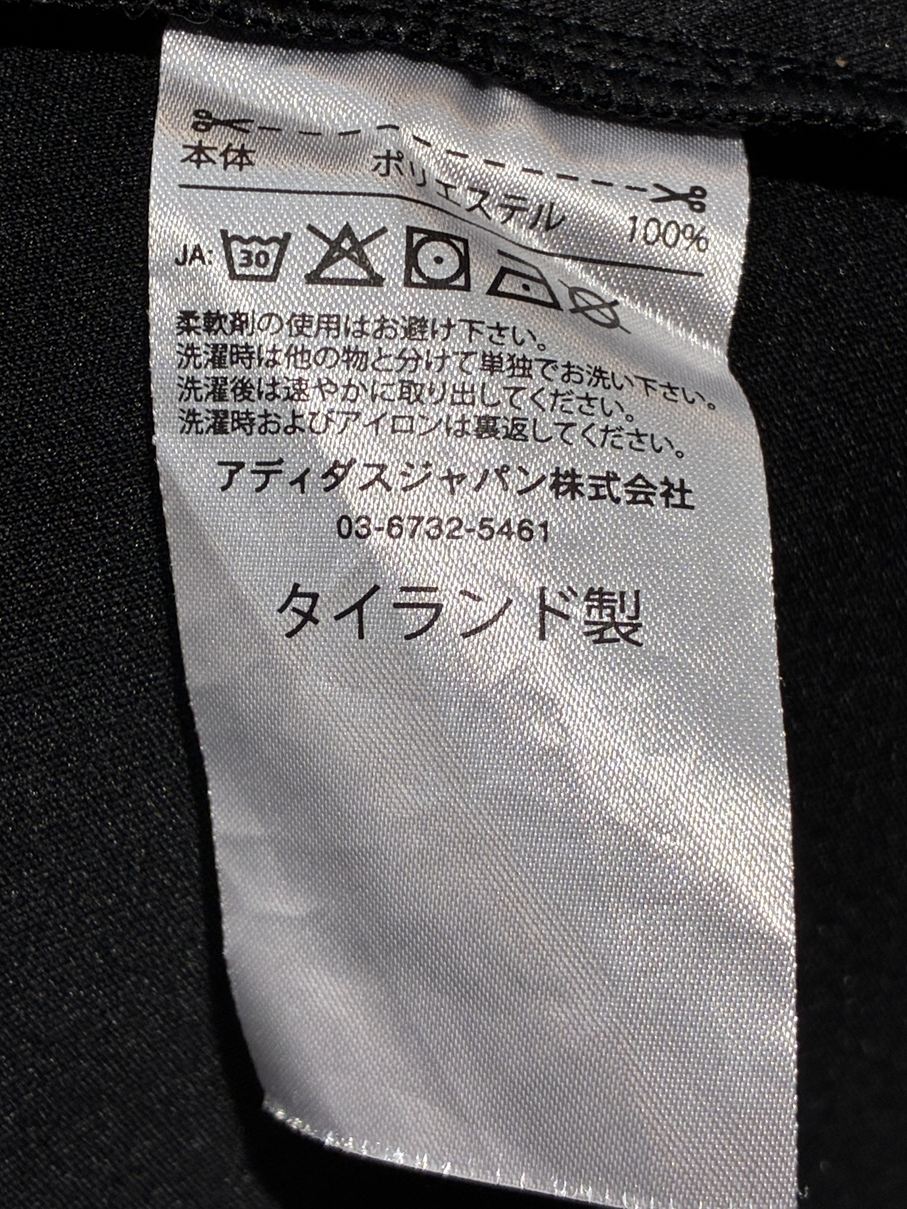 本体 ポリエステル 100%
JA: 30
柔軟剤の使用はお避け下さい。
洗濯時は他の物と分けて単独でお洗い下さい。
洗濯後は速やかに取り出してください。
洗濯時およびアイロンは裏返してください。
アディダスジャパン株式会社
03-6732-5461
タイランド製